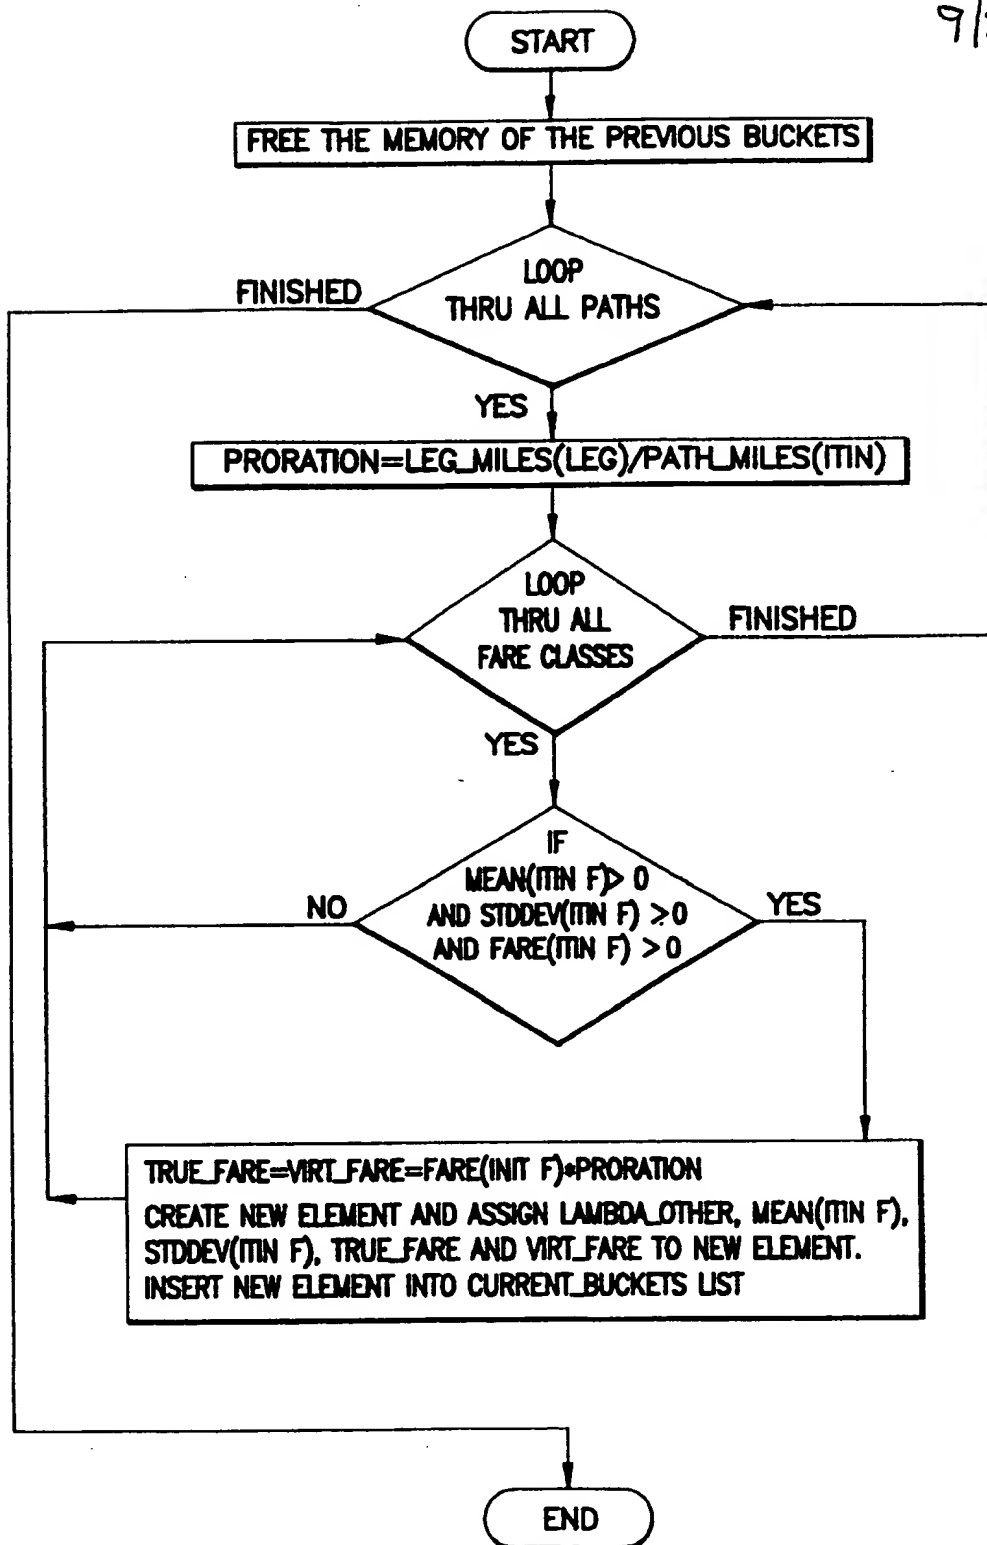 9/
START
FREE THE MEMORY OF THE PREVIOUS BUCKETS
FINISHED
LOOP
THRU ALL PATHS
YES
PRORATION=LEG_MILES(LEG)/PATH_MILES(ITIN)
LOOP
THRU ALL
FARE CLASSES
FINISHED
YES
IF
MEAN(ITIN F)> 0
AND STDDEV(ITIN F) >0
AND FARE(ITIN F) >0
NO
YES
TRUE_FARE=VIRT_FARE=FARE(INIT F)*PRORATION
CREATE NEW ELEMENT AND ASSIGN LAMBDA_OTHER, MEAN(ITIN F),
STDDEV(ITIN F), TRUE_FARE AND VIRT_FARE TO NEW ELEMENT.
INSERT NEW ELEMENT INTO CURRENT_BUCKETS LIST
END